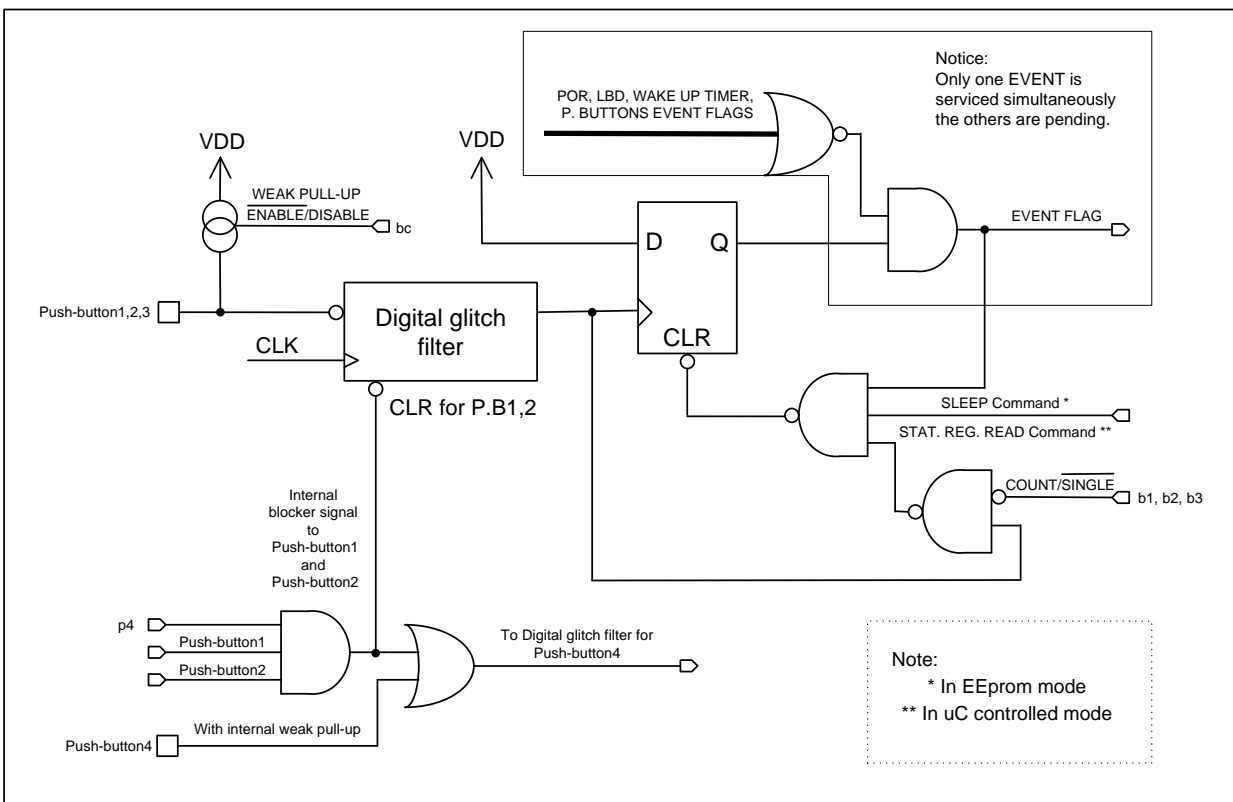 Notice:
Only one EVENT is
serviced simultaneously
the others are pending.
POR, LBD, WAKE UP TIMER,
P. BUTTONS EVENT FLAGS
VDD
VDD
WEAK PULL-UP
ENABLE/DISABLE
bc
EVENT FLAG
D
Q
Push-button1,2,3
Digital glitch
filter
CLK
CLR
CLR for P.B1,2
SLEEP Command *
STAT. REG. READ Command **
COUNT/SINGLE
b1, b2, b3
Internal
blocker signal
to
Push-button1
and
Push-button2
p4
Push-button1
Push-button2
To Digital glitch filter for
Push-button4
With internal weak pull-up
Push-button4
Note:
* In EEprom mode
** In uC controlled mode